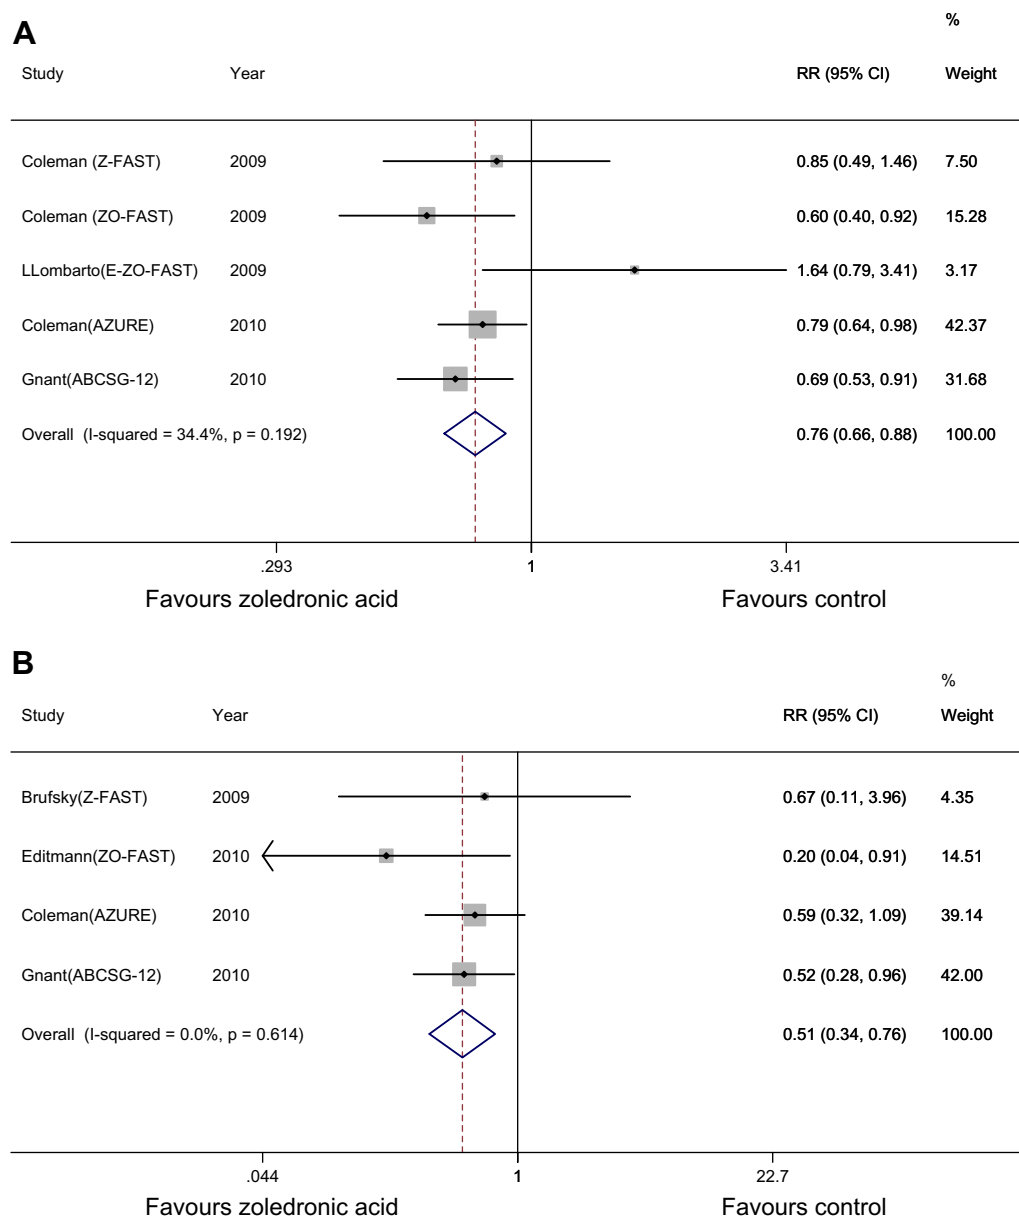 A
%
Study Year RR (95% CI) Weight
Coleman (Z-FAST) 2009 0.85 (0.49, 1.46) 7.50
Coleman (ZO-FAST) 2009 0.60 (0.40, 0.92) 15.28
LLombarto(E-ZO-FAST) 2009 1.64 (0.79, 3.41) 3.17
Coleman(AZURE) 2010 0.79 (0.64, 0.98) 42.37
Gnant(ABCSG-12) 2010 0.69 (0.53, 0.91) 31.68
Overall (I-squared = 34.4%, p = 0.192) 0.76 (0.66, 0.88) 100.00
.293 1 3.41
Favours zoledronic acid Favours control
B
%
Study Year RR (95% CI) Weight
Brufsky(Z-FAST) 2009 0.67 (0.11, 3.96) 4.35
Editmann(ZO-FAST) 2010 0.20 (0.04, 0.91) 14.51
Coleman(AZURE) 2010 0.59 (0.32, 1.09) 39.14
Gnant(ABCSG-12) 2010 0.52 (0.28, 0.96) 42.00
Overall (I-squared = 0.0%, p = 0.614) 0.51 (0.34, 0.76) 100.00
.044 1 22.7
Favours zoledronic acid Favours control